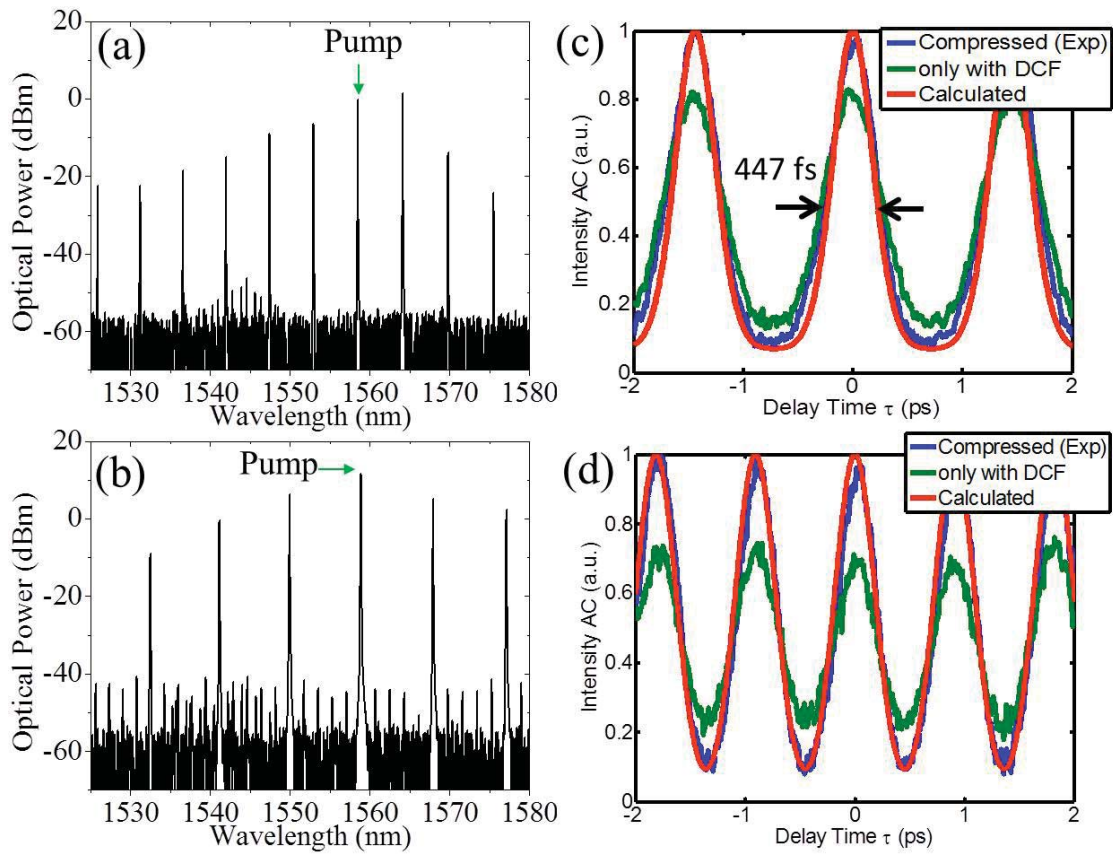 (a)
Pump
Optical Power (dBm)
20
0
-20
-40
-60
1530 1540 1550 1560 1570 1580
Wavelength (nm)
(c)
Compressed (Exp)
only with DCF
Calculated
447 fs
Intensity AC (a.u.)
1
0.8
0.6
0.4
0.2
0
-2 -1 0 1 2
Delay Time τ (ps)
(b)
Pump
Optical Power (dBm)
20
0
-20
-40
-60
1530 1540 1550 1560 1570 1580
Wavelength (nm)
(d)
Compressed (Exp)
only with DCF
Calculated
Intensity AC (a.u.)
1
0.8
0.6
0.4
0.2
0
-2 -1 0 1 2
Delay Time τ (ps)